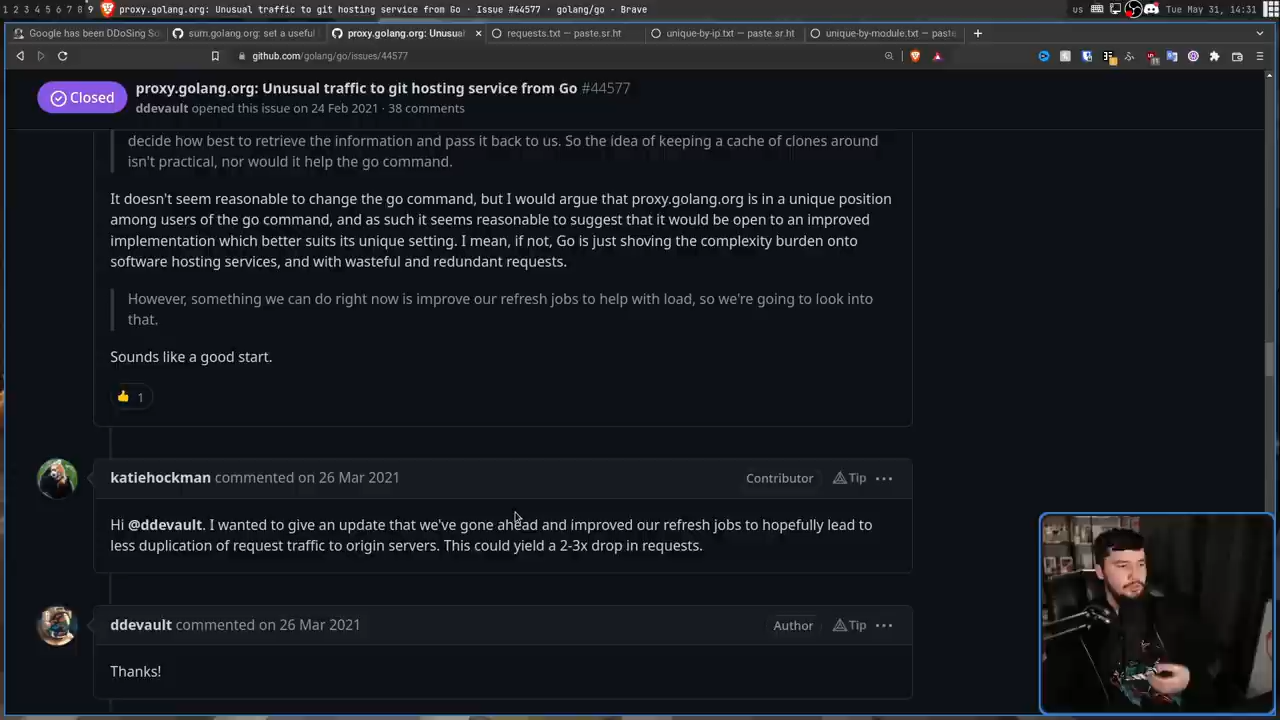 1 2 3 4 5 6 7 8 9 proxy.golang.org: Unusual traffic to git hosting service from Go · Issue #44577 · golang/go - Brave
us Tue May 31, 14:31
Google has been DDoSing So
sum.golang.org: set a useful
proxy.golang.org: Unusual
requests.txt — paste.sr.ht
unique-by-ip.txt — paste.sr.ht
unique-by-module.txt — paste
github.com/golang/go/issues/44577
Closed
proxy.golang.org: Unusual traffic to git hosting service from Go #44577
ddevault opened this issue on 24 Feb 2021 · 38 comments
decide how best to retrieve the information and pass it back to us. So the idea of keeping a cache of clones around
isn't practical, nor would it help the go command.
It doesn't seem reasonable to change the go command, but I would argue that proxy.golang.org is in a unique position
among users of the go command, and as such it seems reasonable to suggest that it would be open to an improved
implementation which better suits its unique setting. I mean, if not, Go is just shoving the complexity burden onto
software hosting services, and with wasteful and redundant requests.
However, something we can do right now is improve our refresh jobs to help with load, so we're going to look into
that.
Sounds like a good start.
👍 1
katiehockman commented on 26 Mar 2021
Contributor
Tip
Hi @ddevault. I wanted to give an update that we've gone ahead and improved our refresh jobs to hopefully lead to
less duplication of request traffic to origin servers. This could yield a 2-3x drop in requests.
ddevault commented on 26 Mar 2021
Author
Tip
Thanks!